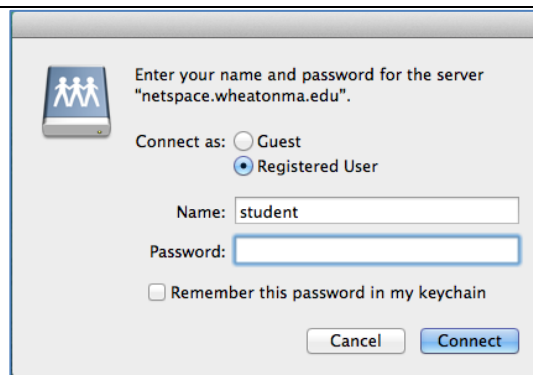 Enter your name and password for the server
"netspace.wheatonma.edu".
Connect as: Guest
Registered User
Name: student
Password:
Remember this password in my keychain
Cancel Connect